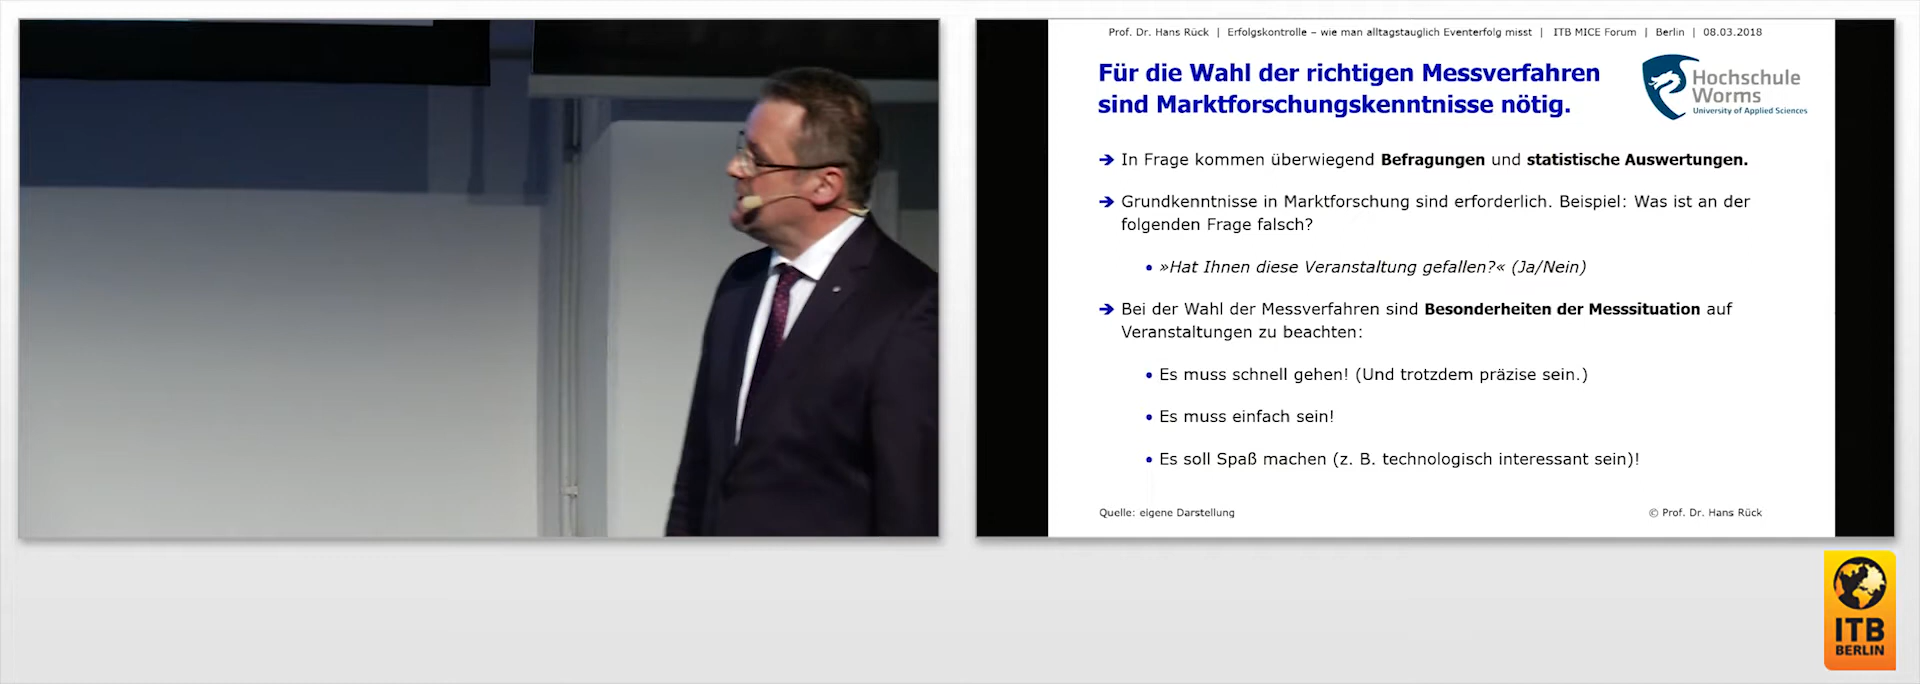 Prof. Dr. Hans Rück | Erfolgskontrolle – wie man alltagstauglich Eventerfolg misst | ITB MICE Forum | Berlin | 08.03.2018
Für die Wahl der richtigen Messverfahren
sind Marktforschungskenntnisse nötig.
Hochschule
Worms
University of Applied Sciences
➔ In Frage kommen überwiegend Befragungen und statistische Auswertungen.
➔ Grundkenntnisse in Marktforschung sind erforderlich. Beispiel: Was ist an der
folgenden Frage falsch?
• »Hat Ihnen diese Veranstaltung gefallen?« (Ja/Nein)
➔ Bei der Wahl der Messverfahren sind Besonderheiten der Messsituation auf
Veranstaltungen zu beachten:
• Es muss schnell gehen! (Und trotzdem präzise sein.)
• Es muss einfach sein!
• Es soll Spaß machen (z. B. technologisch interessant sein)!
Quelle: eigene Darstellung
© Prof. Dr. Hans Rück
ITB
BERLIN